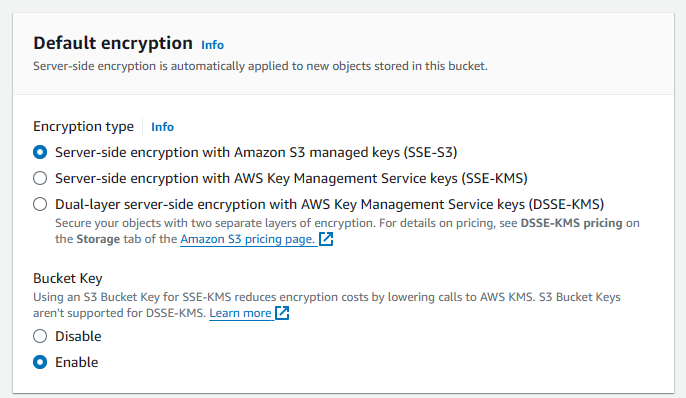 Default encryption Info
Server-side encryption is automatically applied to new objects stored in this bucket.
Encryption type Info
Server-side encryption with Amazon S3 managed keys (SSE-S3)
Server-side encryption with AWS Key Management Service keys (SSE-KMS)
Dual-layer server-side encryption with AWS Key Management Service keys (DSSE-KMS)
Secure your objects with two separate layers of encryption. For details on pricing, see DSSE-KMS pricing on
the Storage tab of the Amazon S3 pricing page.
Bucket Key
Using an S3 Bucket Key for SSE-KMS reduces encryption costs by lowering calls to AWS KMS. S3 Bucket Keys
aren't supported for DSSE-KMS. Learn more
Disable
Enable